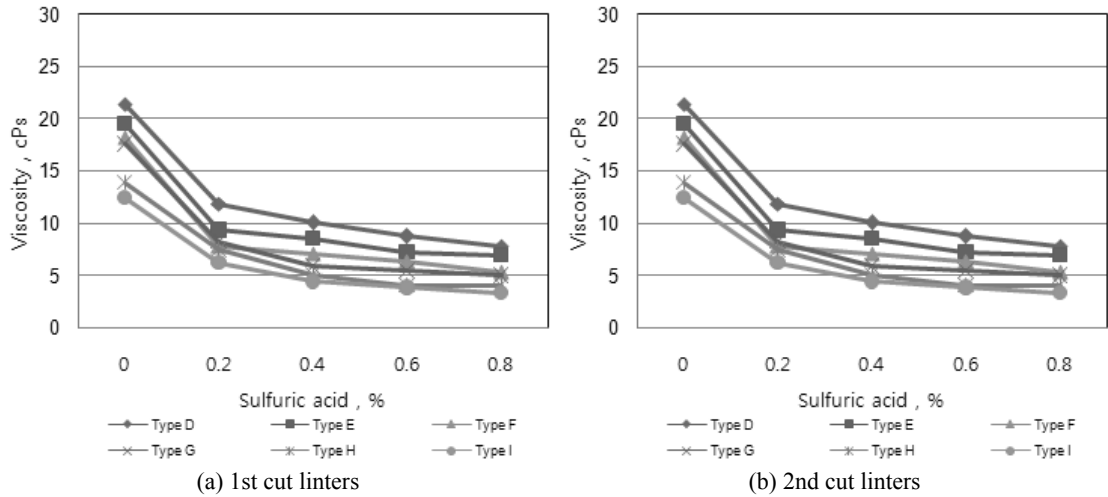 30
25
20
15
10
5
0
Viscosity , cPs
0 0.2 0.4 0.6 0.8
Sulfuric acid , %
Type D Type E Type F
Type G Type H Type I
(a) 1st cut linters
30
25
20
15
10
5
0
Viscosity , cPs
0 0.2 0.4 0.6 0.8
Sulfuric acid , %
Type D Type E Type F
Type G Type H Type I
(b) 2nd cut linters